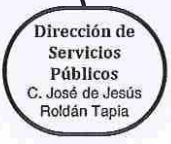 Dirección de
Servicios
Públicos
C. José de Jesús
Roldán Tapia